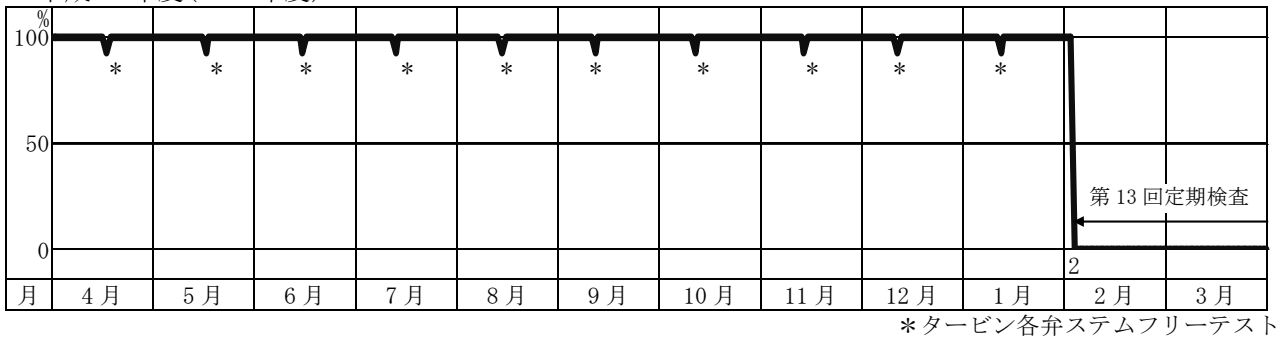 %
100
* * * * * * * * * *
50
第 13 回定期検査
0
2
月 4 月 5 月 6 月 7 月 8 月 9 月 10 月 11 月 12 月 1 月 2 月 3 月
*タービン各弁ステムフリーテスト